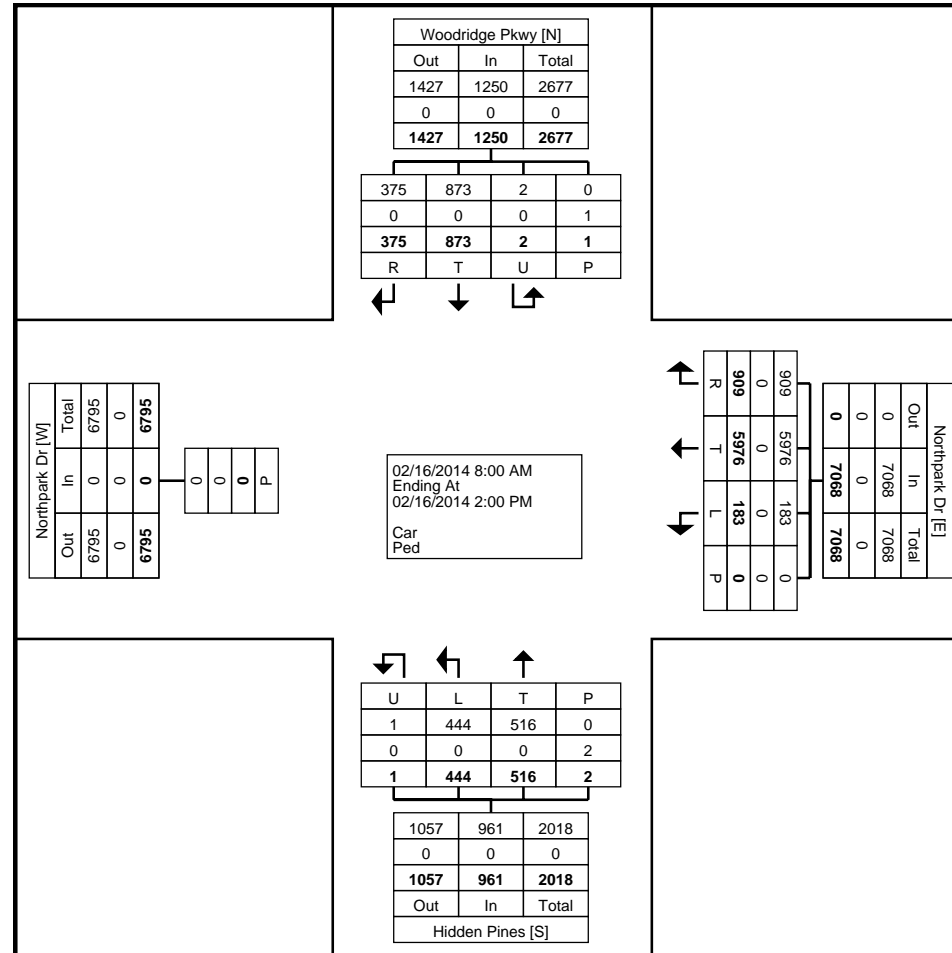 Woodridge Pkwy [N]
Out In Total
1427 1250 2677
0 0 0
1427 1250 2677
375 873 2 0
0 0 0 1
375 873 2 1
R T U P
Northpark Dr [W]
Total In Out
6795 0 6795
0 0 0
6795 0 6795
0
0
0
P
02/16/2014 8:00 AM
Ending At
02/16/2014 2:00 PM
Car
Ped
R T L P
909 5976 183 0
0 0 0 0
909 5976 183 0
0 7068 7068
0 0 0
0 7068 7068
Out In Total
Northpark Dr [E]
U L T P
1 444 516 0
0 0 0 2
1 444 516 2
1057 961 2018
0 0 0
1057 961 2018
Out In Total
Hidden Pines [S]